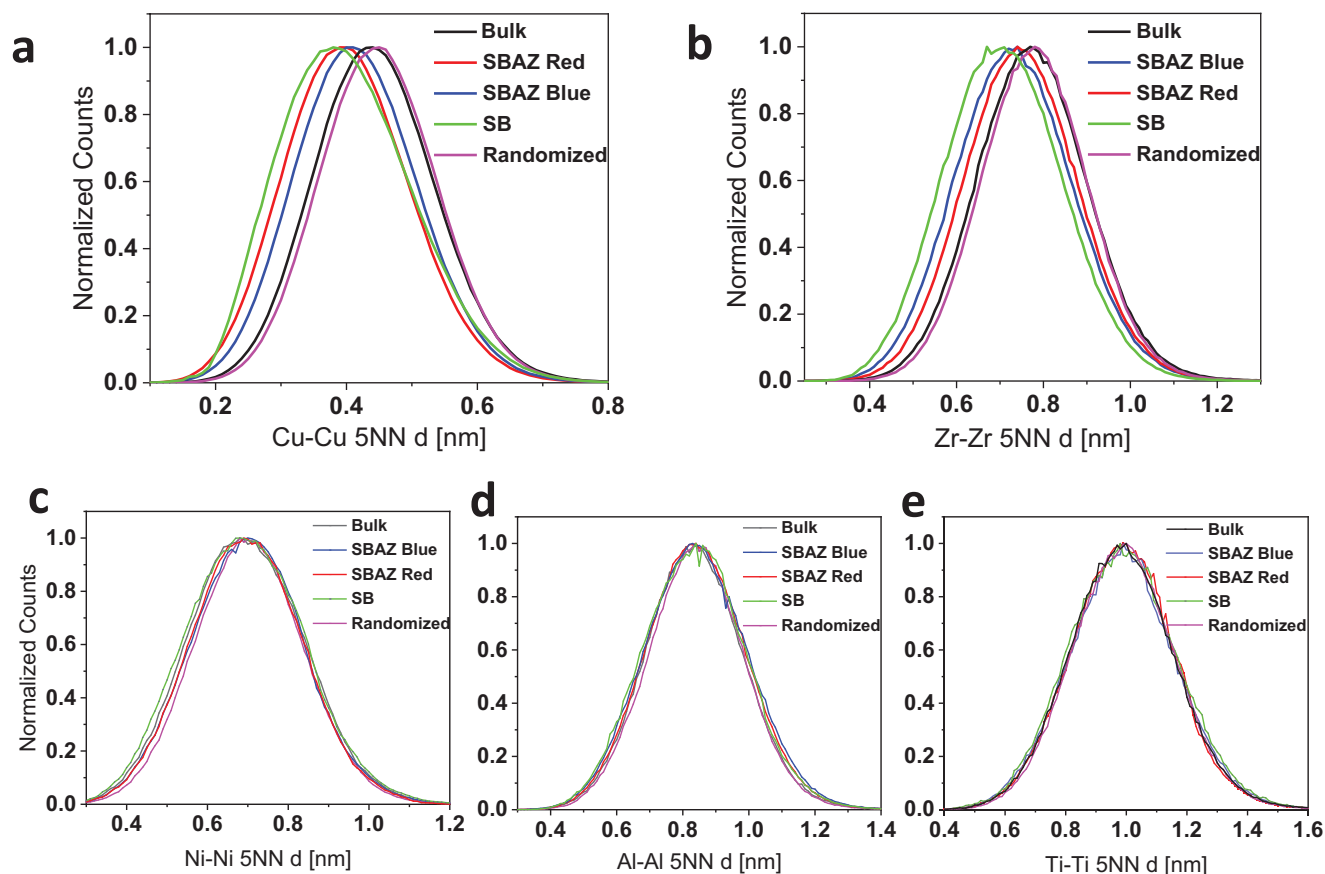 a
Normalized Counts
1.0
0.8
0.6
0.4
0.2
0.0
Bulk
SBAZ Red
SBAZ Blue
SB
Randomized
0.2 0.4 0.6 0.8
Cu-Cu 5NN d [nm]
b
Normalized Counts
1.0
0.8
0.6
0.4
0.2
0.0
Bulk
SBAZ Blue
SBAZ Red
SB
Randomized
0.4 0.6 0.8 1.0 1.2
Zr-Zr 5NN d [nm]
c
Normalized Counts
1.0
0.8
0.6
0.4
0.2
0.0
Bulk
SBAZ Blue
SBAZ Red
SB
Randomized
0.4 0.6 0.8 1.0 1.2
Ni-Ni 5NN d [nm]
d
1.0
0.8
0.6
0.4
0.2
0.0
Bulk
SBAZ Blue
SBAZ Red
SB
Randomized
0.4 0.6 0.8 1.0 1.2 1.4
Al-Al 5NN d [nm]
e
1.0
0.8
0.6
0.4
0.2
0.0
Bulk
SBAZ Blue
SBAZ Red
SB
Randomized
0.4 0.6 0.8 1.0 1.2 1.4 1.6
Ti-Ti 5NN d [nm]